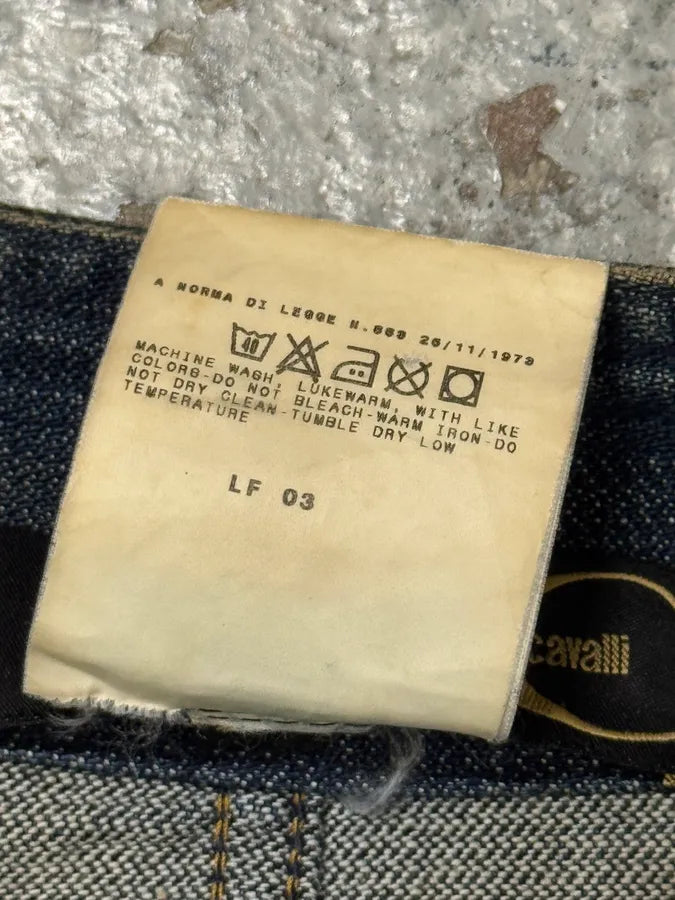 A NORMA DI LEGGE N.883 26/11/1973
40
MACHINE WASH, LUKEWARM, WITH LIKE
COLORS-DO NOT BLEACH-WARM IRON-DO
NOT DRY CLEAN-TUMBLE DRY LOW
TEMPERATURE
LF 03
cavalli